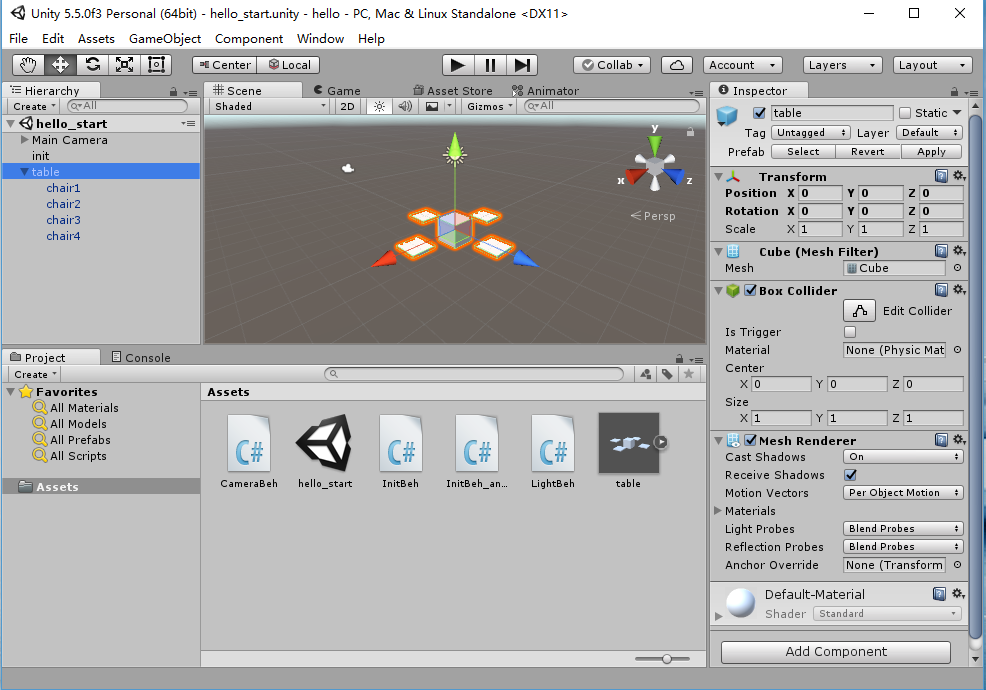 Unity 5.5.0f3 Personal (64bit) - hello_start.unity - hello - PC, Mac & Linux Standalone <DX11>
File Edit Assets GameObject Component Window Help
Center Local Collab Account Layers Layout
Hierarchy
Create All
hello_start
Main Camera
init
table
chair1
chair2
chair3
chair4
Scene Game Asset Store Animator
Shaded 2D Gizmos All
y
x z
Persp
Inspector
table Static
Tag Untagged Layer Default
Prefab Select Revert Apply
Transform
Position X 0 Y 0 Z 0
Rotation X 0 Y 0 Z 0
Scale X 1 Y 1 Z 1
Cube (Mesh Filter)
Mesh Cube
Box Collider
Edit Collider
Is Trigger
Material None (Physic Mat
Center
X 0 Y 0 Z 0
Size
X 1 Y 1 Z 1
Mesh Renderer
Cast Shadows On
Receive Shadows
Motion Vectors Per Object Motion
Materials
Light Probes Blend Probes
Reflection Probes Blend Probes
Anchor Override None (Transform
Default-Material
Shader Standard
Add Component
Project Console
Create
Favorites
All Materials
All Models
All Prefabs
All Scripts
Assets
Assets
C# C# C# C#
CameraBeh hello_start InitBeh InitBeh_an... LightBeh table